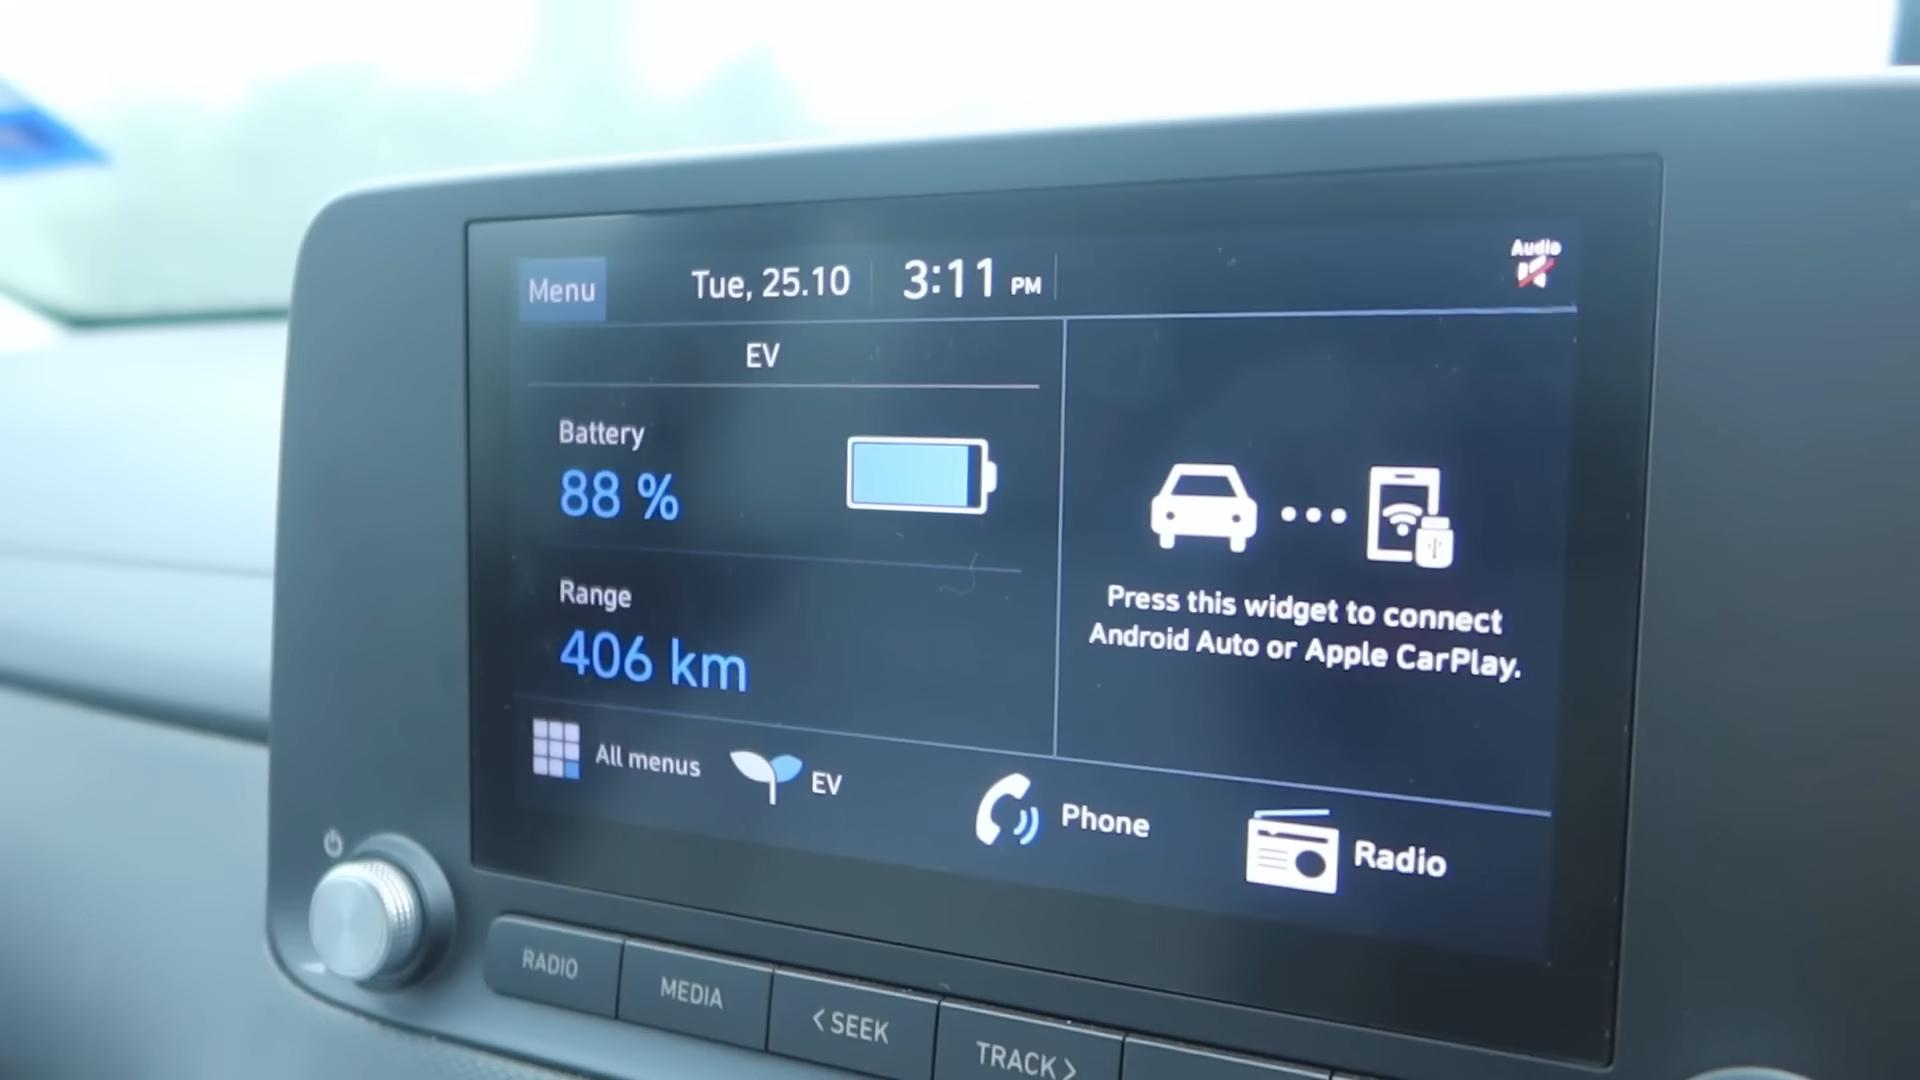 Menu
Tue, 25.10
3:11 PM
Audio
EV
Battery
88 %
Range
406 km
Press this widget to connect
Android Auto or Apple CarPlay.
All menus
EV
Phone
Radio
RADIO
MEDIA
< SEEK
TRACK >